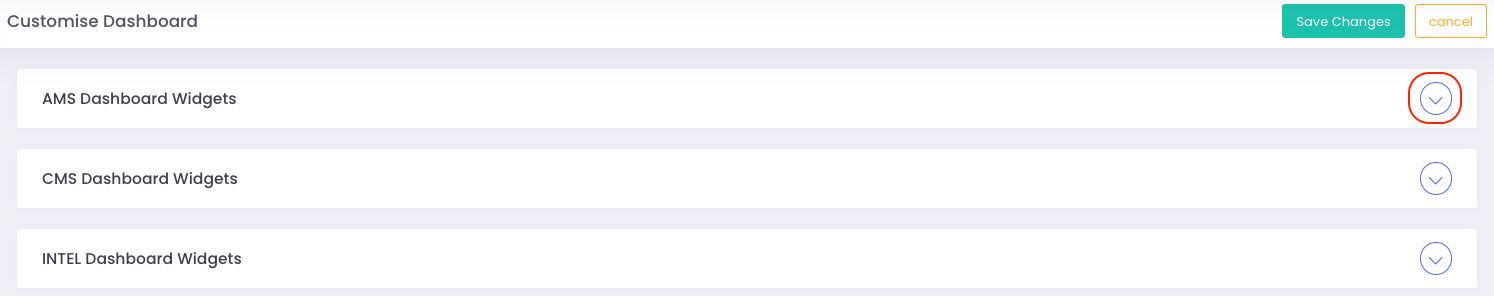 Customise Dashboard
Save Changes
cancel
AMS Dashboard Widgets
CMS Dashboard Widgets
INTEL Dashboard Widgets